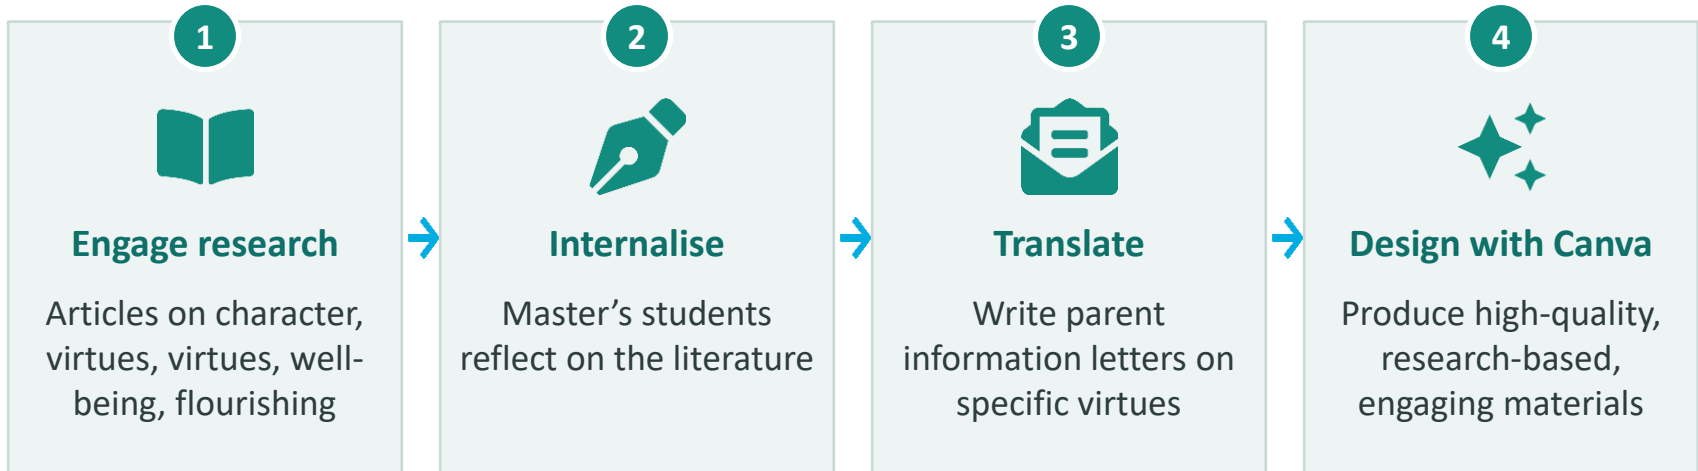 1
Engage research
Articles on character,
virtues, virtues, well-
being, flourishing
2
Internalise
Master’s students
reflect on the literature
3
Translate
Write parent
information letters on
specific virtues
4
Design with Canva
Produce high-quality,
research-based,
engaging materials